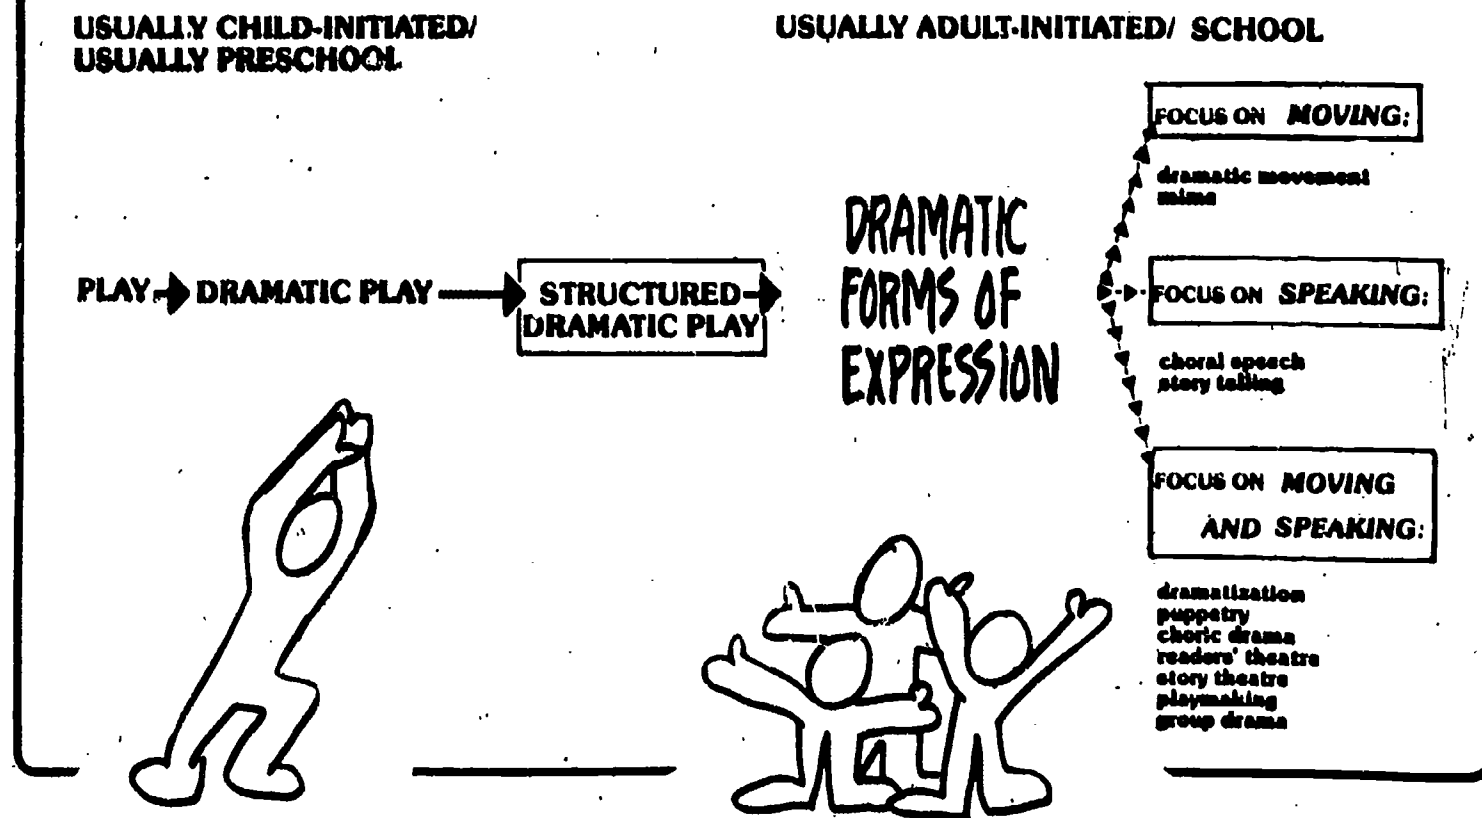 USUALLY CHILD-INITIATED/
USUALLY PRESCHOOL
USUALLY ADULT-INITIATED/ SCHOOL
PLAY
DRAMATIC PLAY
STRUCTURED
DRAMATIC PLAY
DRAMATIC
FORMS OF
EXPRESSION
FOCUS ON MOVING:
dramatic movement
mime
FOCUS ON SPEAKING:
choral speech
story telling
FOCUS ON MOVING
AND SPEAKING:
dramatization
puppetry
choric drama
readers' theatre
story theatre
playmaking
group drama